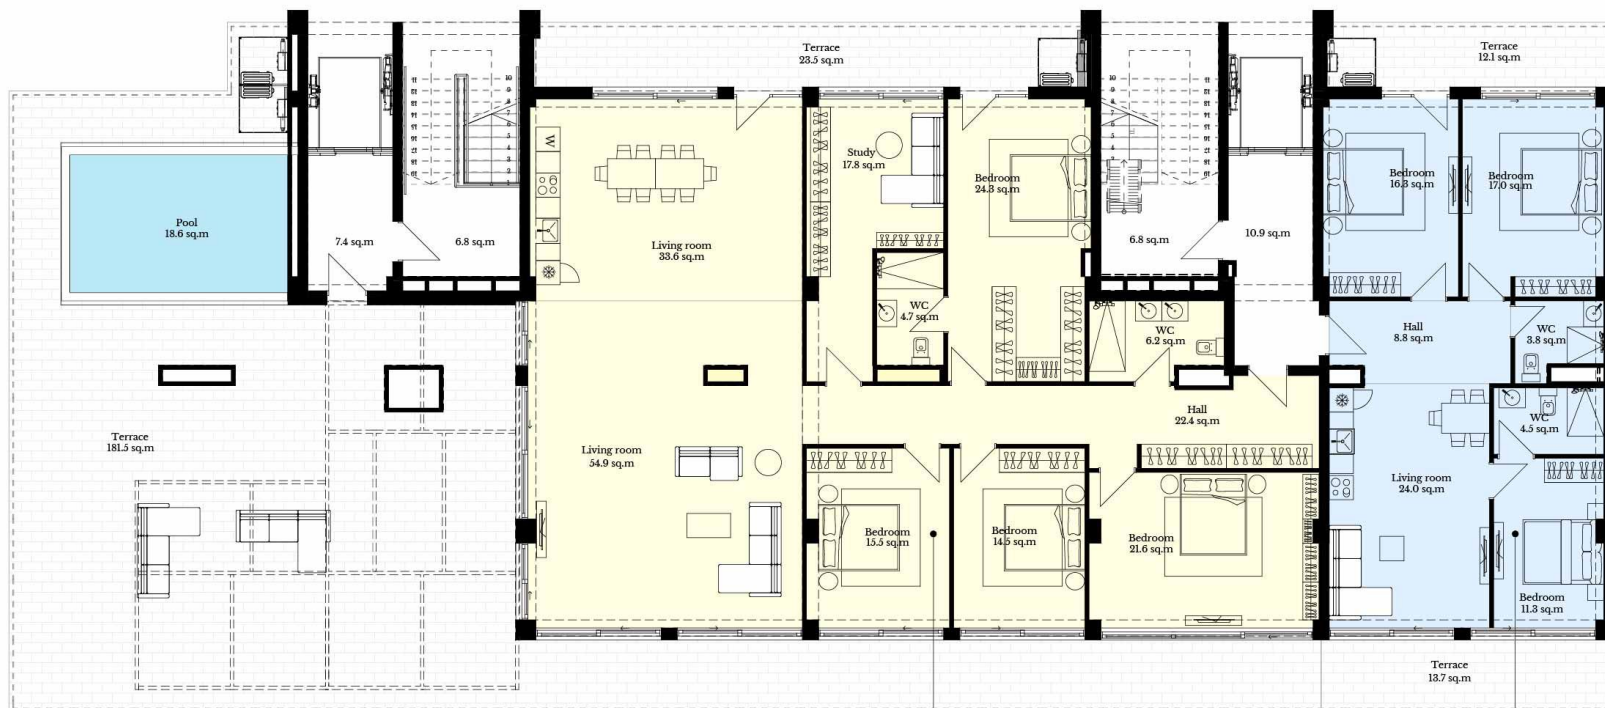 Terrace
23.5 sq.m
Terrace
12.1 sq.m
W
Study
17.8 sq.m
Bedroom
24.3 sq.m
Bedroom
16.3 sq.m
Bedroom
17.0 sq.m
Pool
18.6 sq.m
7.4 sq.m
6.8 sq.m
Living room
33.6 sq.m
6.8 sq.m
10.9 sq.m
WC
4.7 sq.m
WC
6.2 sq.m
Hall
8.8 sq.m
WC
3.8 sq.m
Hall
22.4 sq.m
WC
4.5 sq.m
Terrace
181.5 sq.m
Living room
54.9 sq.m
Living room
24.0 sq.m
Bedroom
15.5 sq.m
Bedroom
14.5 sq.m
Bedroom
21.6 sq.m
Bedroom
11.3 sq.m
Terrace
13.7 sq.m